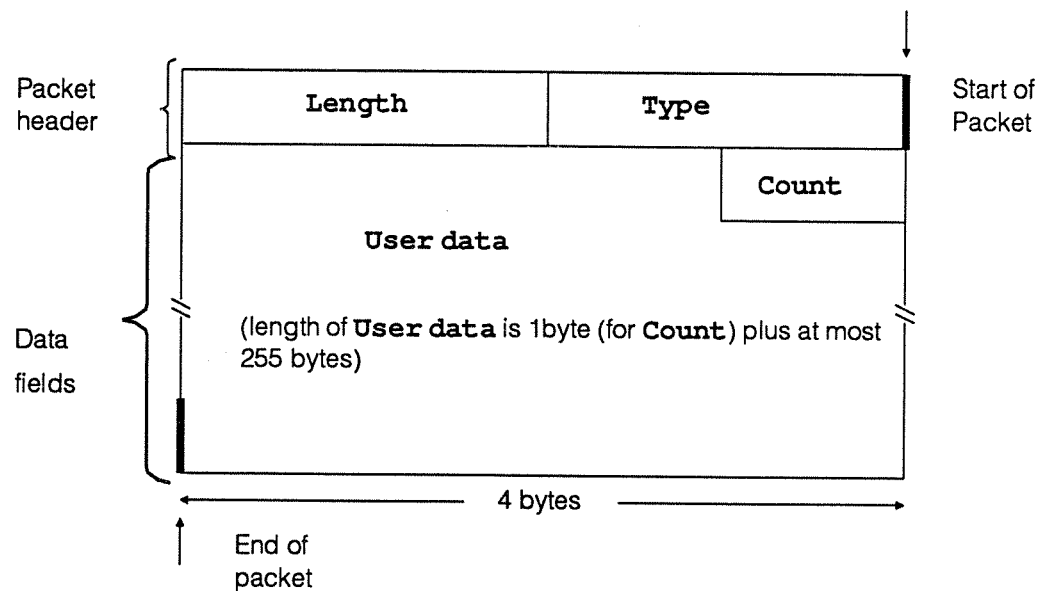 Packet
header
Length
Type
Start of
Packet
Count
User data
(length of User data is 1byte (for Count) plus at most
255 bytes)
Data
fields
4 bytes
End of
packet